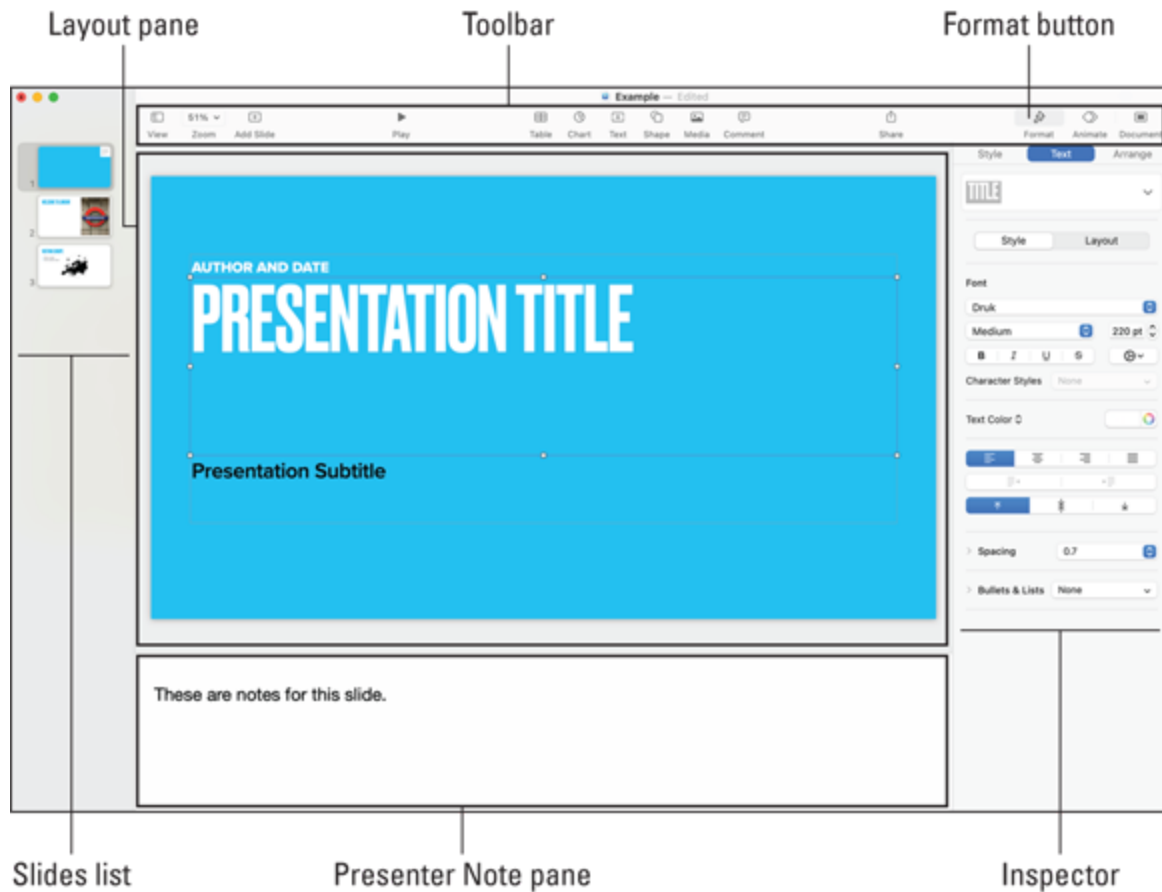 Layout pane
Toolbar
Format button
Example — Edited
51%
View
Zoom
Add Slide
Play
Table
Chart
Text
Shape
Media
Comment
Share
Format
Animate
Document
Style
Text
Arrange
1
2
3
TITLE
Style
Layout
AUTHOR AND DATE
PRESENTATION TITLE
Presentation Subtitle
Font
Druk
Medium
220 pt
B I U S
Character Styles
None
Text Color
Spacing
0.7
Bullets & Lists
None
These are notes for this slide.
Slides list
Presenter Note pane
Inspector